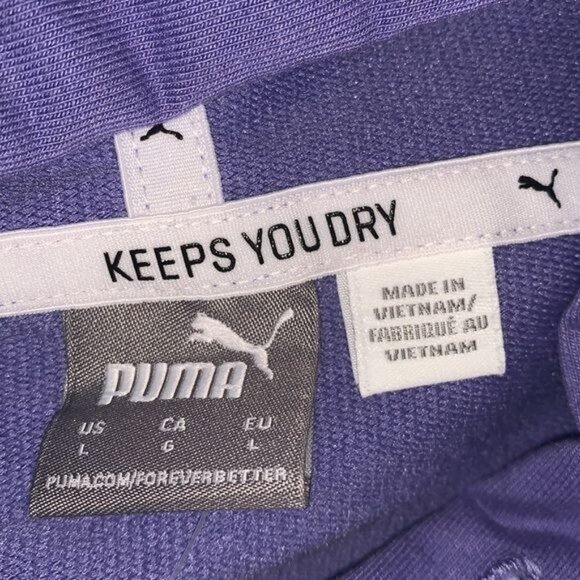 KEEPS YOU DRY
PUMA
US CA EU
L G L
PUMA.COM/FOREVERBETTER
MADE IN
VIETNAM/
FABRIQUÉ AU
VIETNAM